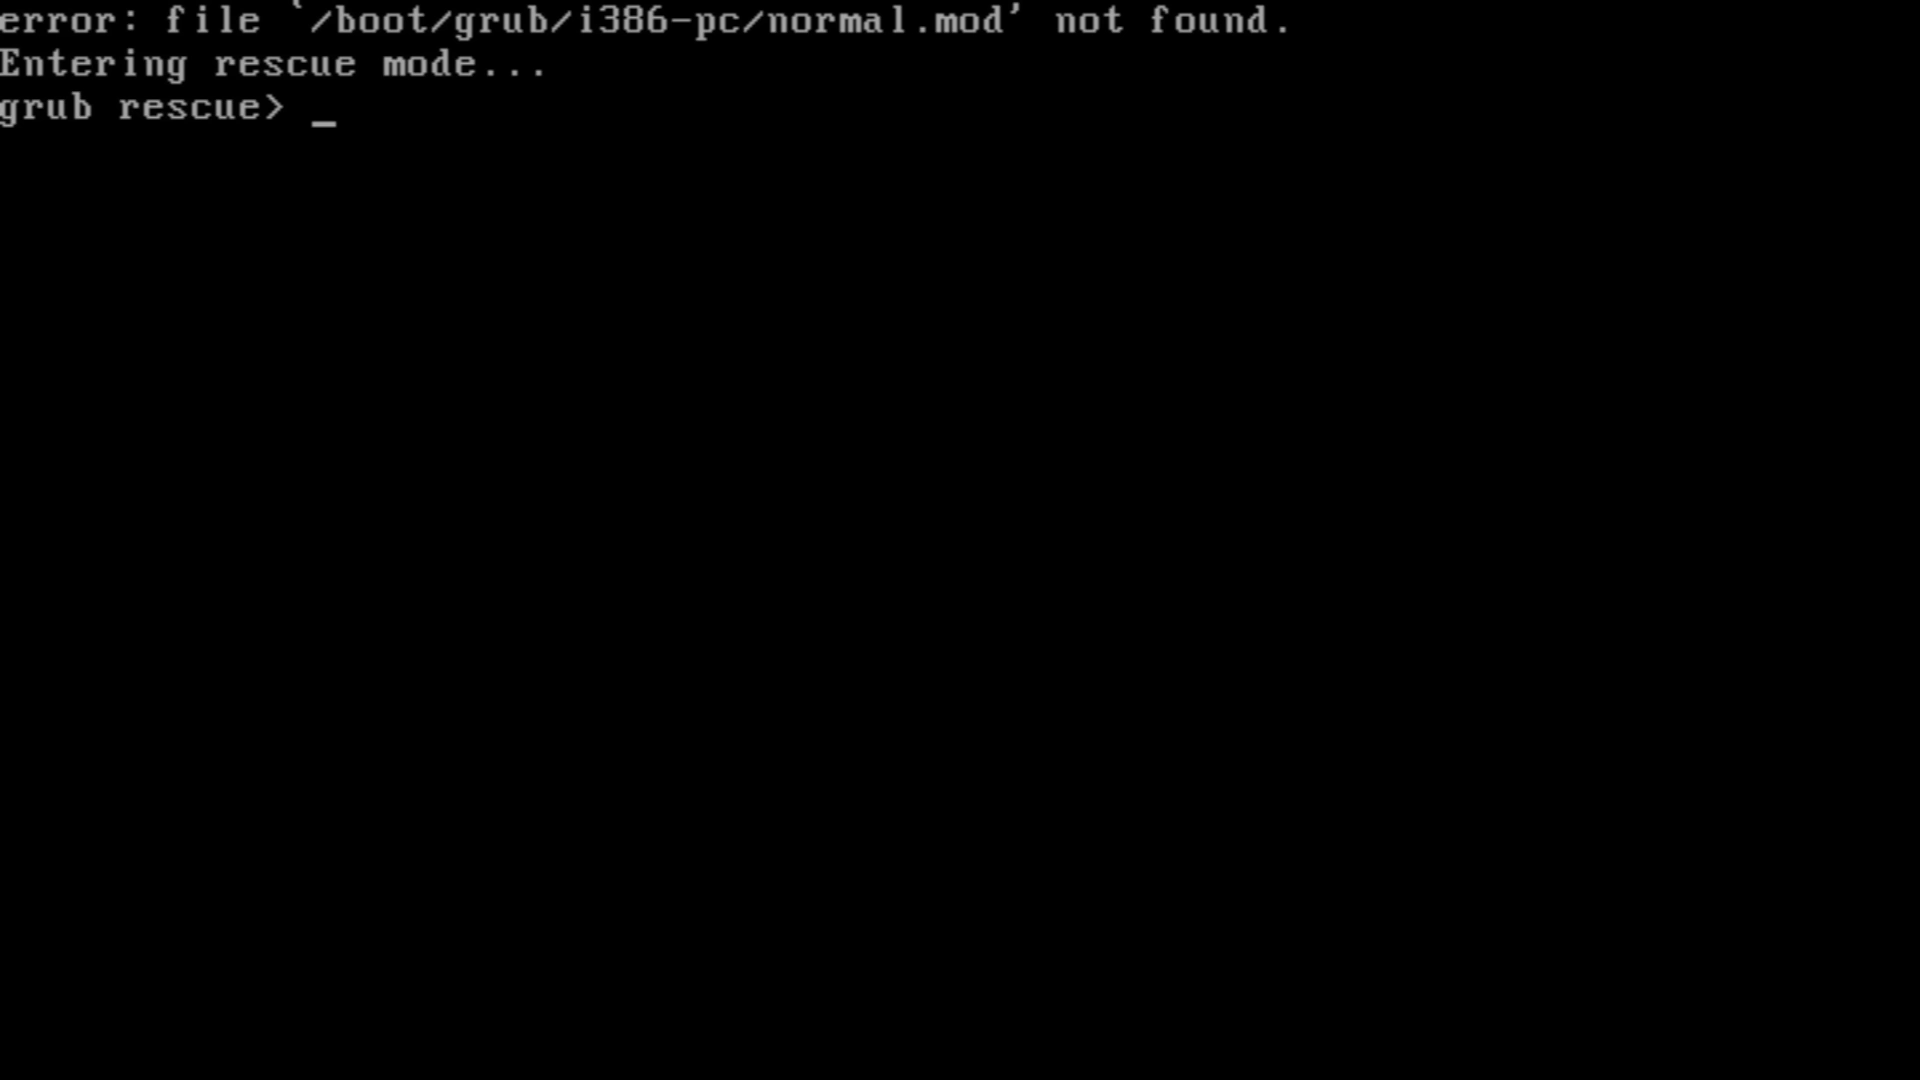 error: file `/boot/grub/i386-pc/normal.mod' not found.
Entering rescue mode...
grub rescue> _